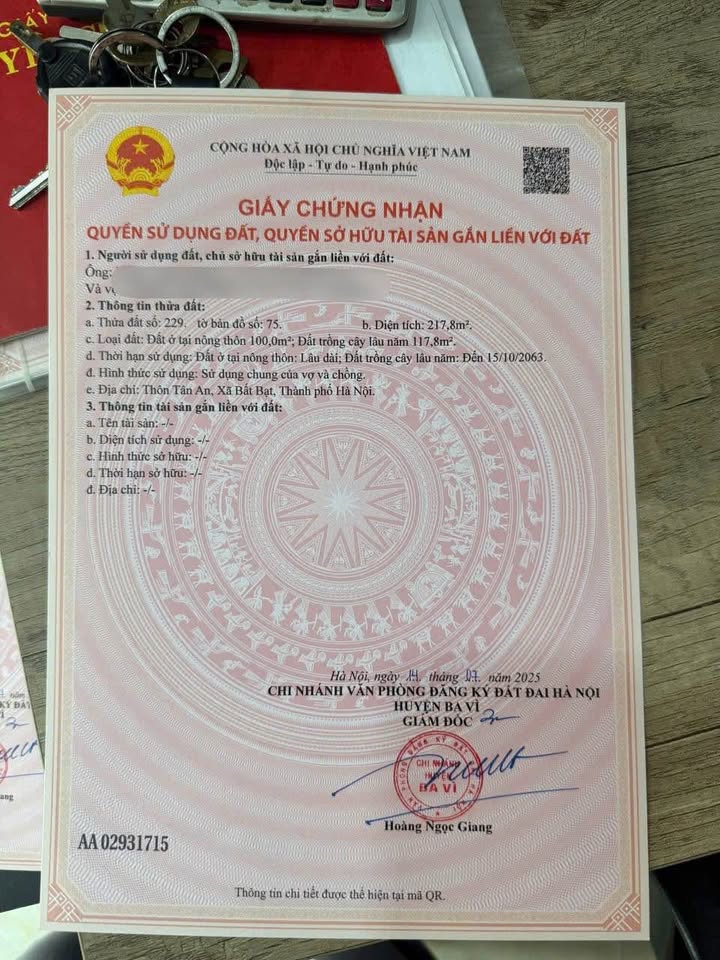 GIẤY
CỘNG HÒA XÃ HỘI CHỦ NGHĨA VIỆT NAM
Độc lập - Tự do - Hạnh phúc
GIẤY CHỨNG NHẬN
QUYỀN SỬ DỤNG ĐẤT, QUYỀN SỞ HỮU TÀI SẢN GẮN LIỀN VỚI ĐẤT
1. Người sử dụng đất, chủ sở hữu tài sản gắn liền với đất:
Ông:
Và
2. Thông tin thửa đất:
a. Thửa đất số: 229. tờ bản đồ số: 75. b. Diện tích: 217,8m².
c. Loại đất: Đất ở tại nông thôn 100,0m²; Đất trồng cây lâu năm 117,8m².
d. Thời hạn sử dụng: Đất ở tại nông thôn: Lâu dài; Đất trồng cây lâu năm: Đến 15/10/2063.
đ. Hình thức sử dụng: Sử dụng chung của vợ và chồng.
e. Địa chỉ: Thôn Tân An, Xã Bất Bạt, Thành phố Hà Nội.
3. Thông tin tài sản gắn liền với đất:
a. Tên tài sản: -/-
b. Diện tích sử dụng: -/-
c. Hình thức sở hữu: -/-
d. Thời hạn sở hữu: -/-
đ. Địa chỉ: -/-
Hà Nội, ngày 14 tháng 07 năm 2025
CHI NHÁNH VĂN PHÒNG ĐĂNG KÝ ĐẤT ĐAI HÀ NỘI
HUYỆN BA VÌ
GIÁM ĐỐC
CHI NHÁNH
HUYỆN
BA VÌ
Hoàng Ngọc Giang
AA 02931715
Thông tin chi tiết được thể hiện tại mã QR.